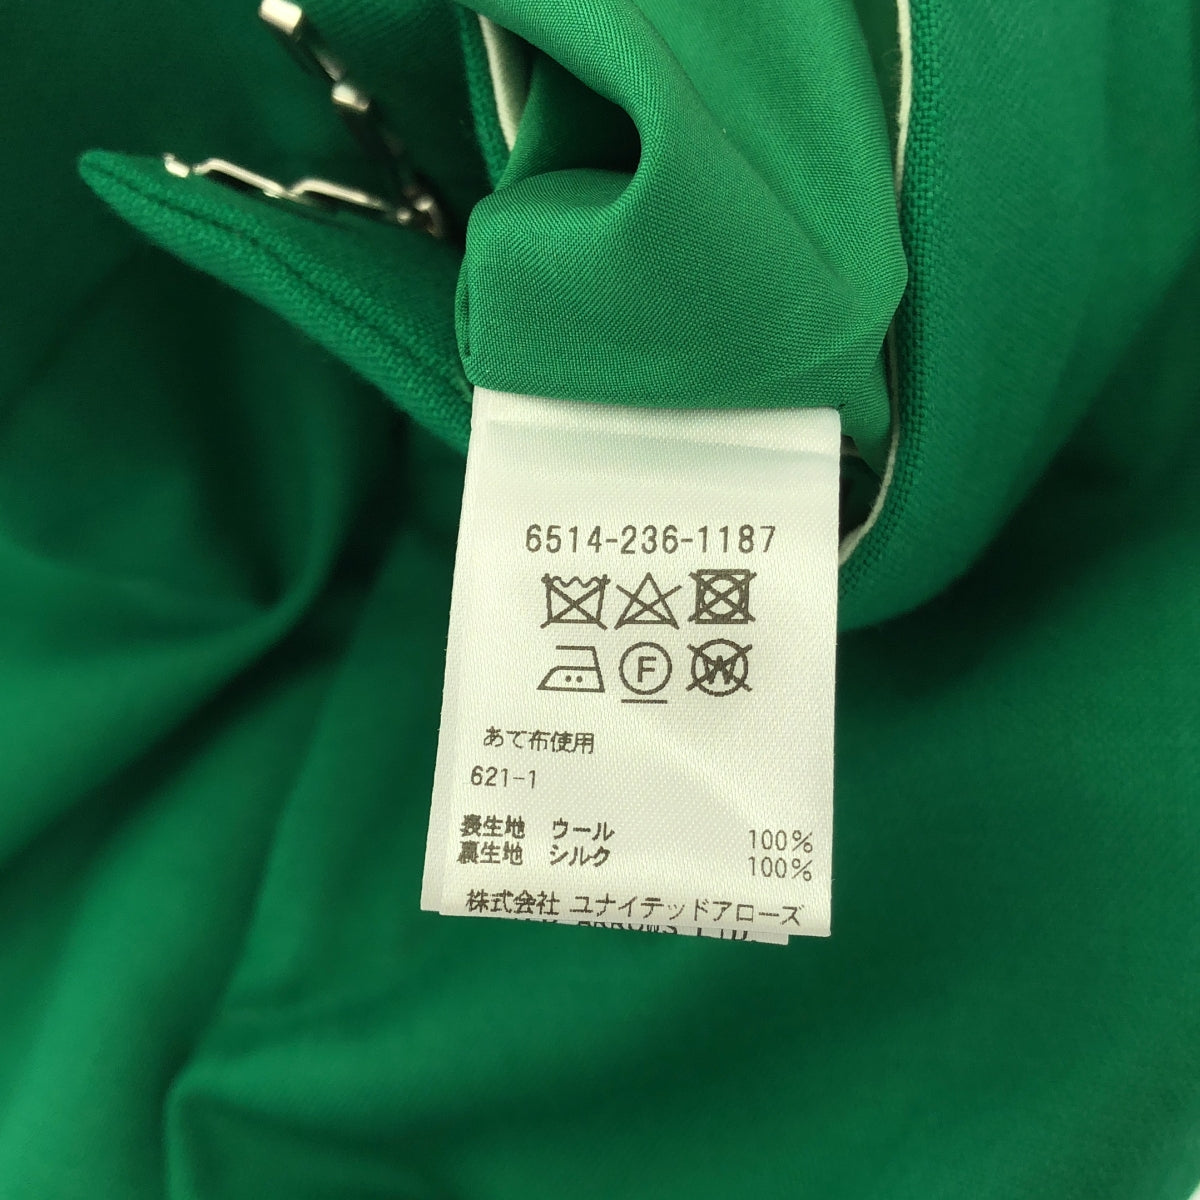 6514-236-1187
F W
あて布使用
621-1
表生地 ウール 100%
裏生地 シルク 100%
株式会社 ユナイテッドアローズ
ARROWS LTD.